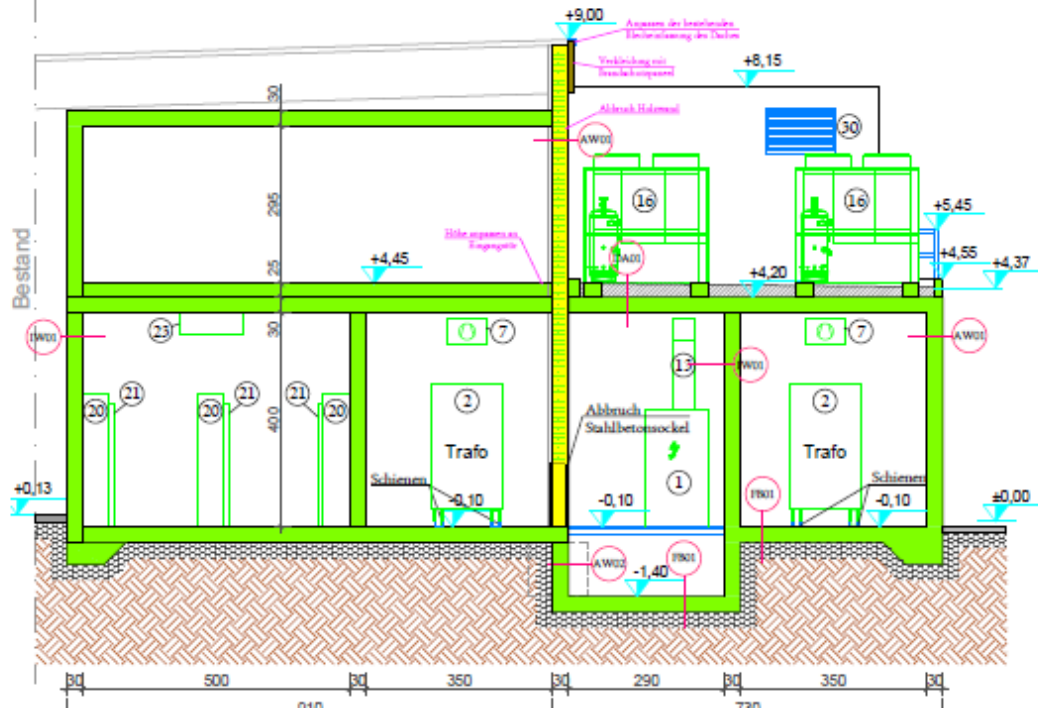 +9,00
Anpassen der bestehenden
Blecheinfassung des Daches
Verkleidung mit
Brandschutzpaneel
+8,15
30
Abbruch Holzwand
30
AW01
295
16
16
+5,45
Höhe anpassen an
Eingangstür
Bestand
+4,45
25
DA01
+4,20
+4,55
+4,37
IW01
23
30
7
13
IW01
7
AW01
20
21
20
21
21
20
400
2
Abbruch
Stahlbetonsockel
2
Trafo
Trafo
+0,13
Schienen
-0,10
-0,10
1
FB01
Schienen
-0,10
±0,00
AW02
-1,40
FB01
30
500
30
350
30
290
30
350
30
910
730